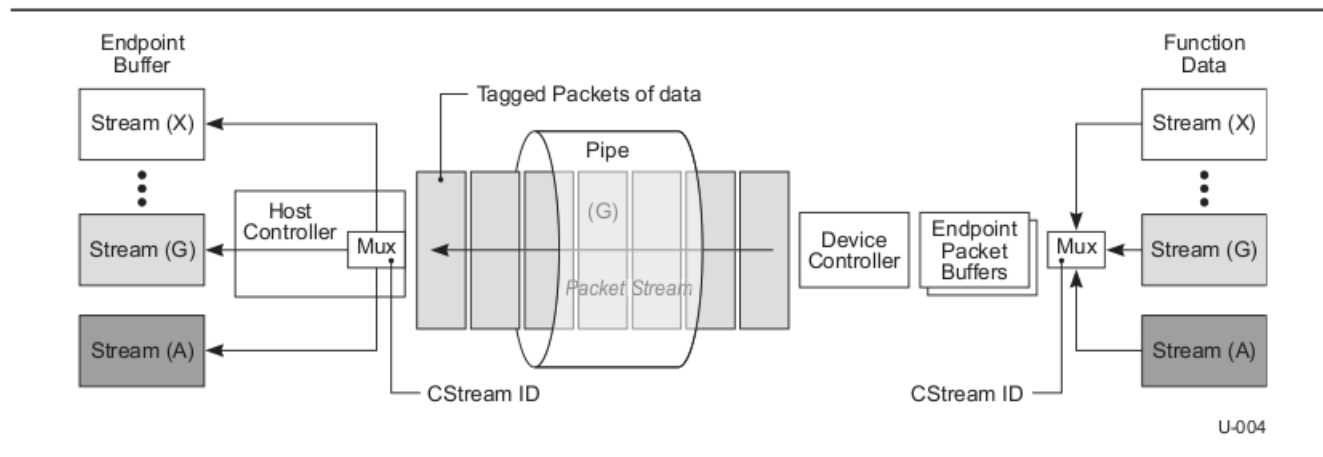 Endpoint
Buffer
Function
Data
Tagged Packets of data
Stream (X)
Pipe
Stream (X)
Host
Controller
(G)
Device
Controller
Endpoint
Packet
Buffers
Stream (G)
Mux
Mux
Stream (G)
Packet Stream
Stream (A)
Stream (A)
CStream ID
CStream ID
U-004